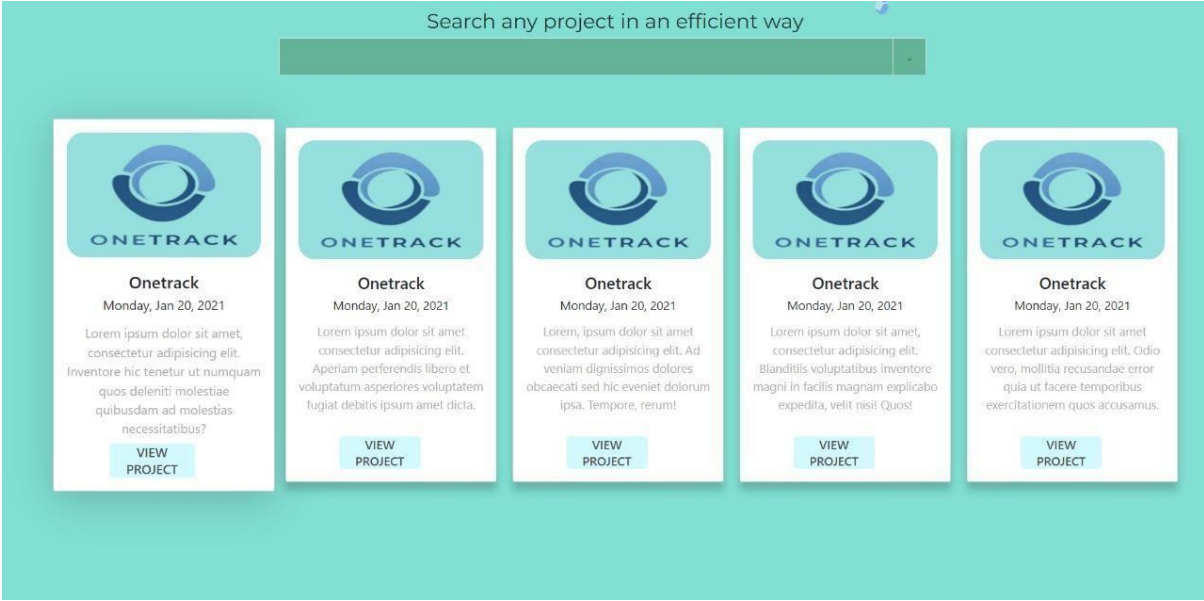 Search any project in an efficient way
ONETRACK
Onetrack
Monday, Jan 20, 2021
Lorem ipsum dolor sit amet,
consectetur adipisicing elit.
Inventore hic tenetur ut numquam
quos deleniti molestiae
quibusdam ad molestias
necessitatibus?
VIEW
PROJECT
ONETRACK
Onetrack
Monday, Jan 20, 2021
Lorem ipsum dolor sit amet
consectetur adipisicing elit.
Aperiam perferendis libero et
voluptatum asperiores voluptatem
fugiat debitis ipsum amet dicta.
VIEW
PROJECT
ONETRACK
Onetrack
Monday, Jan 20, 2021
Lorem, ipsum dolor sit amet
consectetur adipisicing elit. Ad
veniam dignissimos dolores
obcaecati sed hic eveniet dolorum
ipsa. Tempore, rerum!
VIEW
PROJECT
ONETRACK
Onetrack
Monday, Jan 20, 2021
Lorem ipsum dolor sit amet,
consectetur adipisicing elit.
Blanditiis voluptatibus inventore
magni in facilis magnam explicabo
expedita, velit nisi! Quos!
VIEW
PROJECT
ONETRACK
Onetrack
Monday, Jan 20, 2021
Lorem ipsum dolor sit amet
consectetur adipisicing elit. Odio
vero, mollitia recusandae error
quia ut facere temporibus
exercitationem quos accusamus.
VIEW
PROJECT